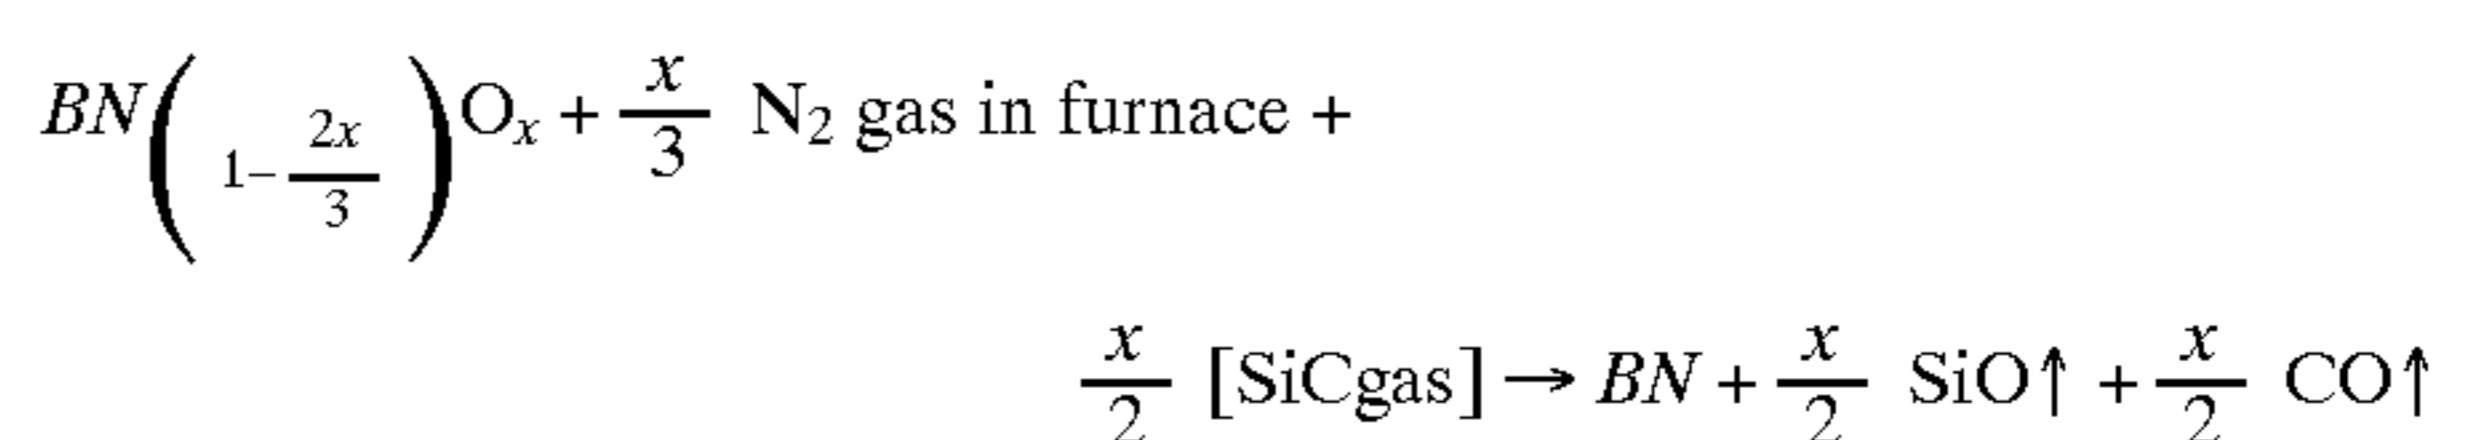 BN(1-2x/3)Oₓ + x/3 N₂ gas in furnace +
x/2 [SiCgas] → BN + x/2 SiO↑ + x/2 CO↑